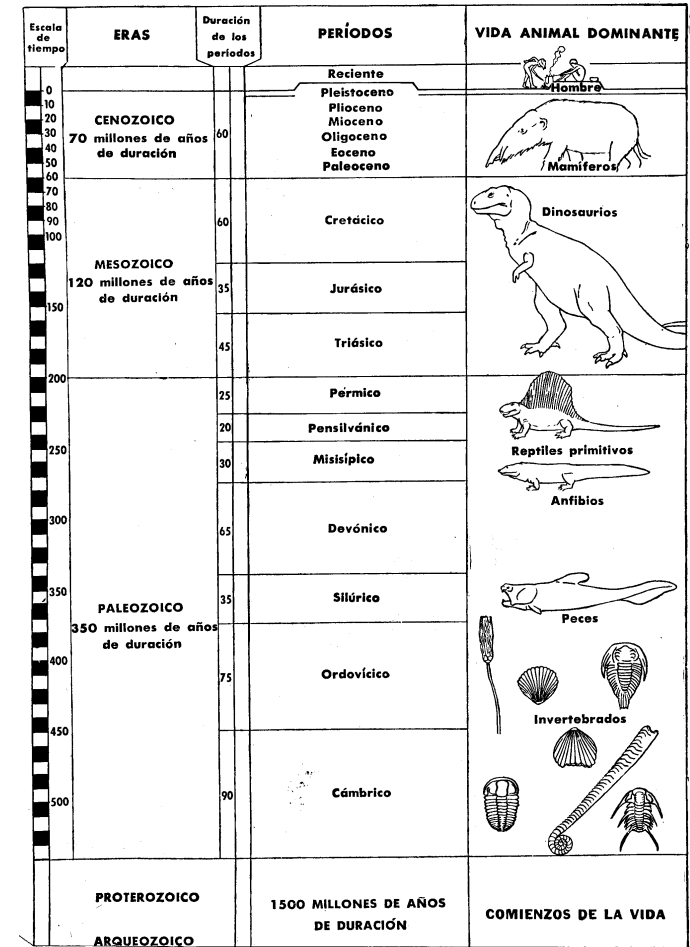 Escala
de
tiempo
ERAS
Duración
de los
períodos
PERÍODOS
VIDA ANIMAL DOMINANTE
Reciente
Hombre
0
10
20
30
40
50
60
70
80
90
100
150
200
250
300
350
400
450
500
CENOZOICO
70 millones de años
de duración
60
Pleistoceno
Plioceno
Mioceno
Oligoceno
Eoceno
Paleoceno
Mamíferos
MESOZOICO
120 millones de años
de duración
60
Cretácico
Dinosaurios
35
Jurásico
45
Triásico
PALEOZOICO
350 millones de años
de duración
25
Pérmico
20
Pensilvánico
Reptiles primitivos
30
Misisípico
Anfibios
65
Devónico
35
Silúrico
Peces
75
Ordovícico
Invertebrados
90
Cámbrico
PROTEROZOICO
ARQUEOZOICO
1500 MILLONES DE AÑOS
DE DURACIÓN
COMIENZOS DE LA VIDA